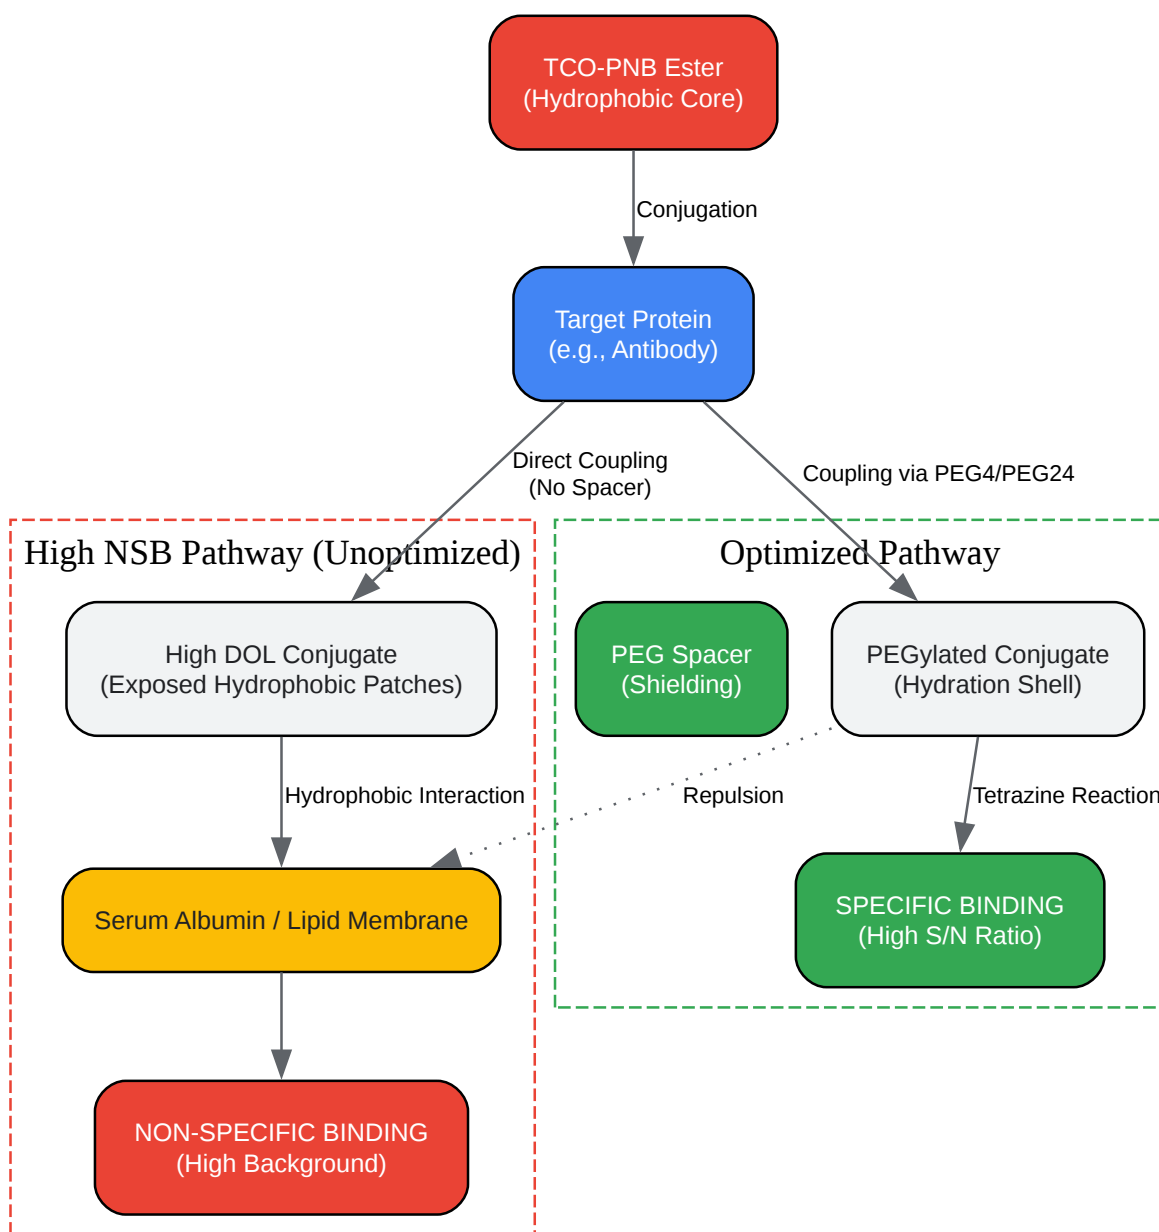 TCO-PNB Ester
(Hydrophobic Core)
Conjugation
Target Protein
(e.g., Antibody)
Direct Coupling
(No Spacer)
Coupling via PEG4/PEG24
High NSB Pathway (Unoptimized)
Optimized Pathway
High DOL Conjugate
(Exposed Hydrophobic Patches)
PEG Spacer
(Shielding)
PEGylated Conjugate
(Hydration Shell)
Hydrophobic Interaction
Repulsion
Tetrazine Reaction
Serum Albumin / Lipid Membrane
SPECIFIC BINDING
(High S/N Ratio)
NON-SPECIFIC BINDING
(High Background)